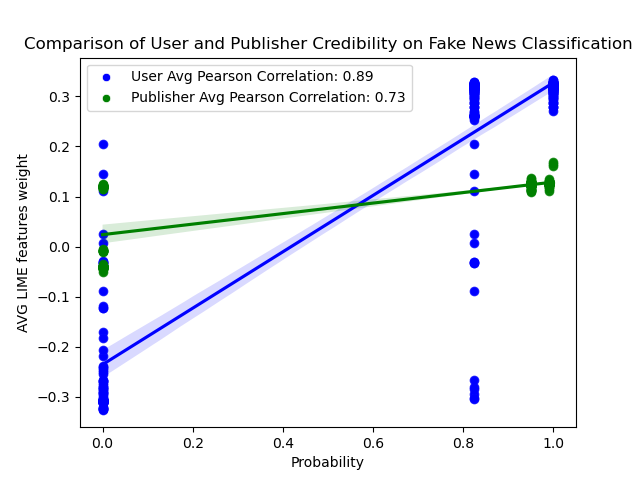 Comparison of User and Publisher Credibility on Fake News Classification
User Avg Pearson Correlation: 0.89
Publisher Avg Pearson Correlation: 0.73
AVG LIME features weight
0.3
0.2
0.1
0.0
−0.1
−0.2
−0.3
0.0 0.2 0.4 0.6 0.8 1.0
Probability